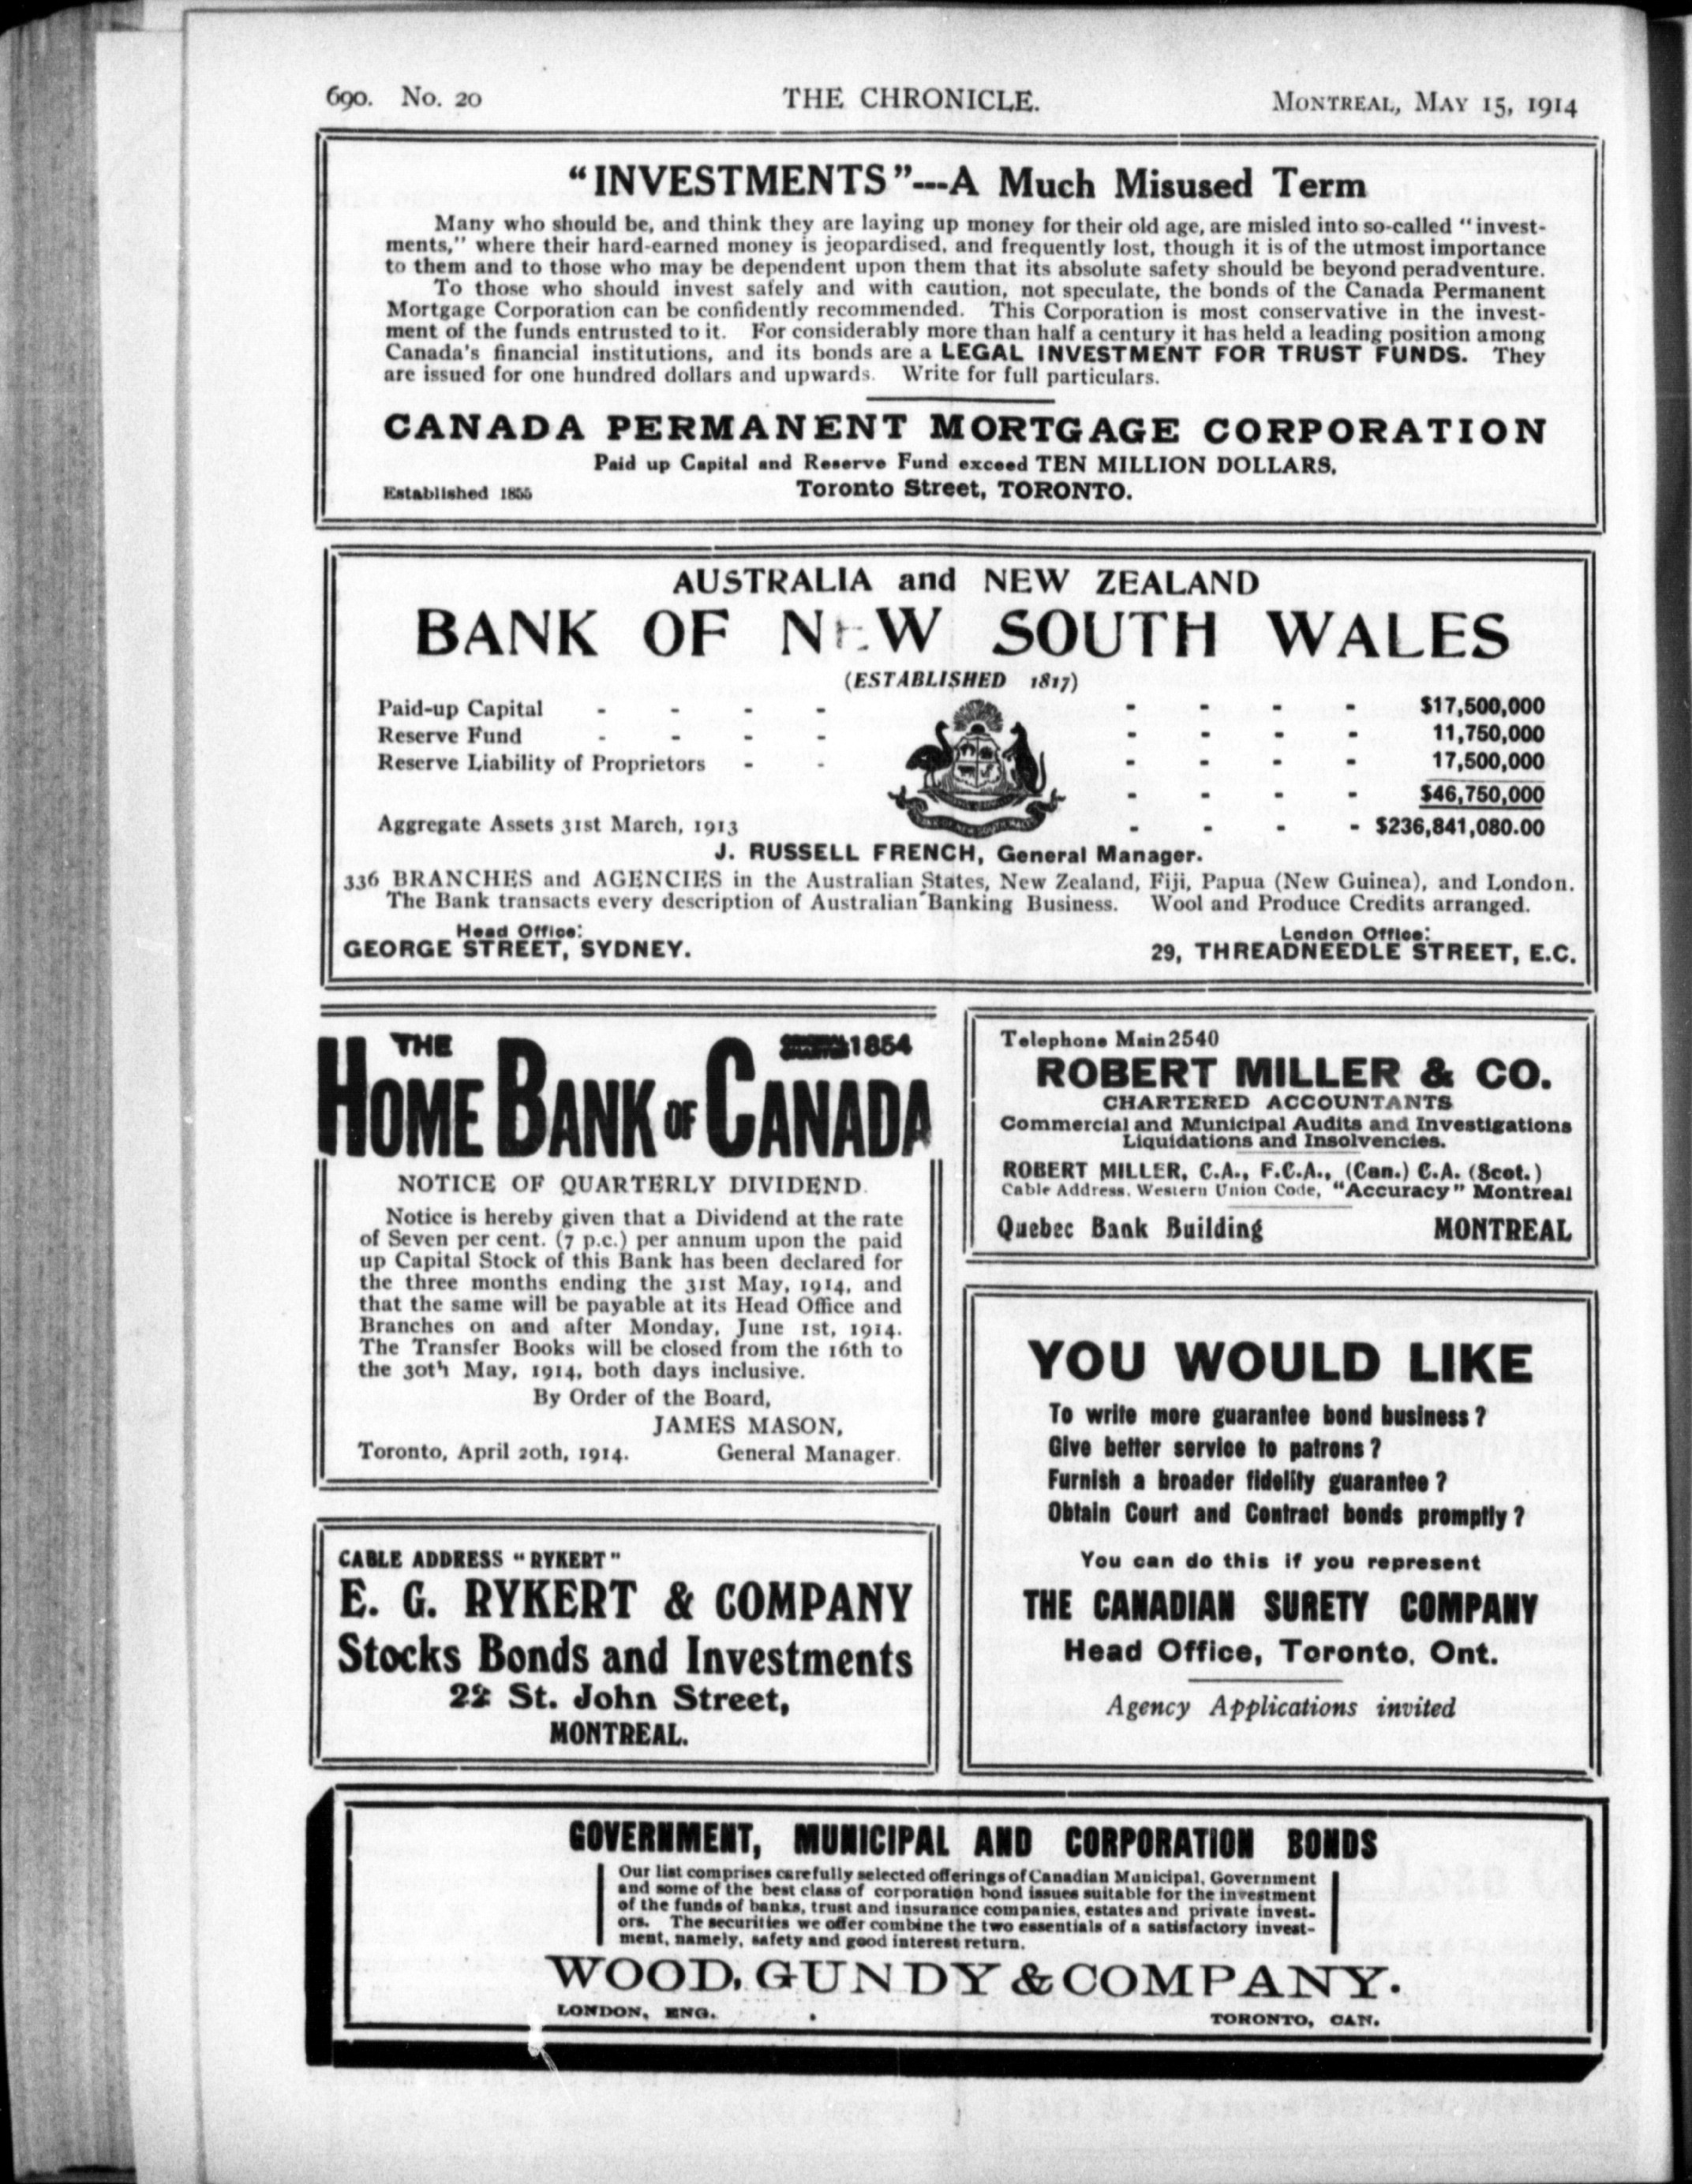 690. No. 20 THE CHRONICLE. MONTREAL, MAY 15, 1914
"INVESTMENTS"---A Much Misused Term
Many who should be, and think they are laying up money for their old age, are misled into so-called "invest-
ments," where their hard-earned money is jeopardised, and frequently lost, though it is of the utmost importance
to them and to those who may be dependent upon them that its absolute safety should be beyond peradventure.
To those who should invest safely and with caution, not speculate, the bonds of the Canada Permanent
Mortgage Corporation can be confidently recommended. This Corporation is most conservative in the invest-
ment of the funds entrusted to it. For considerably more than half a century it has held a leading position among
Canada's financial institutions, and its bonds are a LEGAL INVESTMENT FOR TRUST FUNDS. They
are issued for one hundred dollars and upwards. Write for full particulars.
CANADA PERMANENT MORTGAGE CORPORATION
Paid up Capital and Reserve Fund exceed TEN MILLION DOLLARS.
Established 1855 Toronto Street, TORONTO.
AUSTRALIA and NEW ZEALAND
BANK OF NEW SOUTH WALES
(ESTABLISHED 1817)
Paid-up Capital - - - - - - - - $17,500,000
Reserve Fund - - - - - - - - 11,750,000
Reserve Liability of Proprietors - - - - - - 17,500,000
- - - - $46,750,000
Aggregate Assets 31st March, 1913 - - - - $236,841,080.00
J. RUSSELL FRENCH, General Manager.
336 BRANCHES and AGENCIES in the Australian States, New Zealand, Fiji, Papua (New Guinea), and London.
The Bank transacts every description of Australian Banking Business. Wool and Produce Credits arranged.
Head Office:
GEORGE STREET, SYDNEY.
London Office:
29, THREADNEEDLE STREET, E.C.
THE 1854
HOME BANK OF CANADA
NOTICE OF QUARTERLY DIVIDEND.
Notice is hereby given that a Dividend at the rate
of Seven per cent. (7 p.c.) per annum upon the paid
up Capital Stock of this Bank has been declared for
the three months ending the 31st May, 1914, and
that the same will be payable at its Head Office and
Branches on and after Monday, June 1st, 1914.
The Transfer Books will be closed from the 16th to
the 30th May, 1914, both days inclusive.
By Order of the Board,
JAMES MASON,
Toronto, April 20th, 1914. General Manager.
CABLE ADDRESS "RYKERT"
E. G. RYKERT & COMPANY
Stocks Bonds and Investments
22 St. John Street,
MONTREAL.
Telephone Main 2540
ROBERT MILLER & CO.
CHARTERED ACCOUNTANTS
Commercial and Municipal Audits and Investigations
Liquidations and Insolvencies.
ROBERT MILLER, C.A., F.C.A., (Can.) C.A. (Scot.)
Cable Address, Western Union Code, "Accuracy" Montreal
Quebec Bank Building MONTREAL
YOU WOULD LIKE
To write more guarantee bond business?
Give better service to patrons?
Furnish a broader fidelity guarantee?
Obtain Court and Contract bonds promptly?
You can do this if you represent
THE CANADIAN SURETY COMPANY
Head Office, Toronto, Ont.
Agency Applications invited
GOVERNMENT, MUNICIPAL AND CORPORATION BONDS
Our list comprises carefully selected offerings of Canadian Municipal, Government
and some of the best class of corporation bond issues suitable for the investment
of the funds of banks, trust and insurance companies, estates and private invest-
ors. The securities we offer combine the two essentials of a satisfactory invest-
ment, namely, safety and good interest return.
WOOD, GUNDY & COMPANY.
LONDON, ENG. TORONTO, CAN.